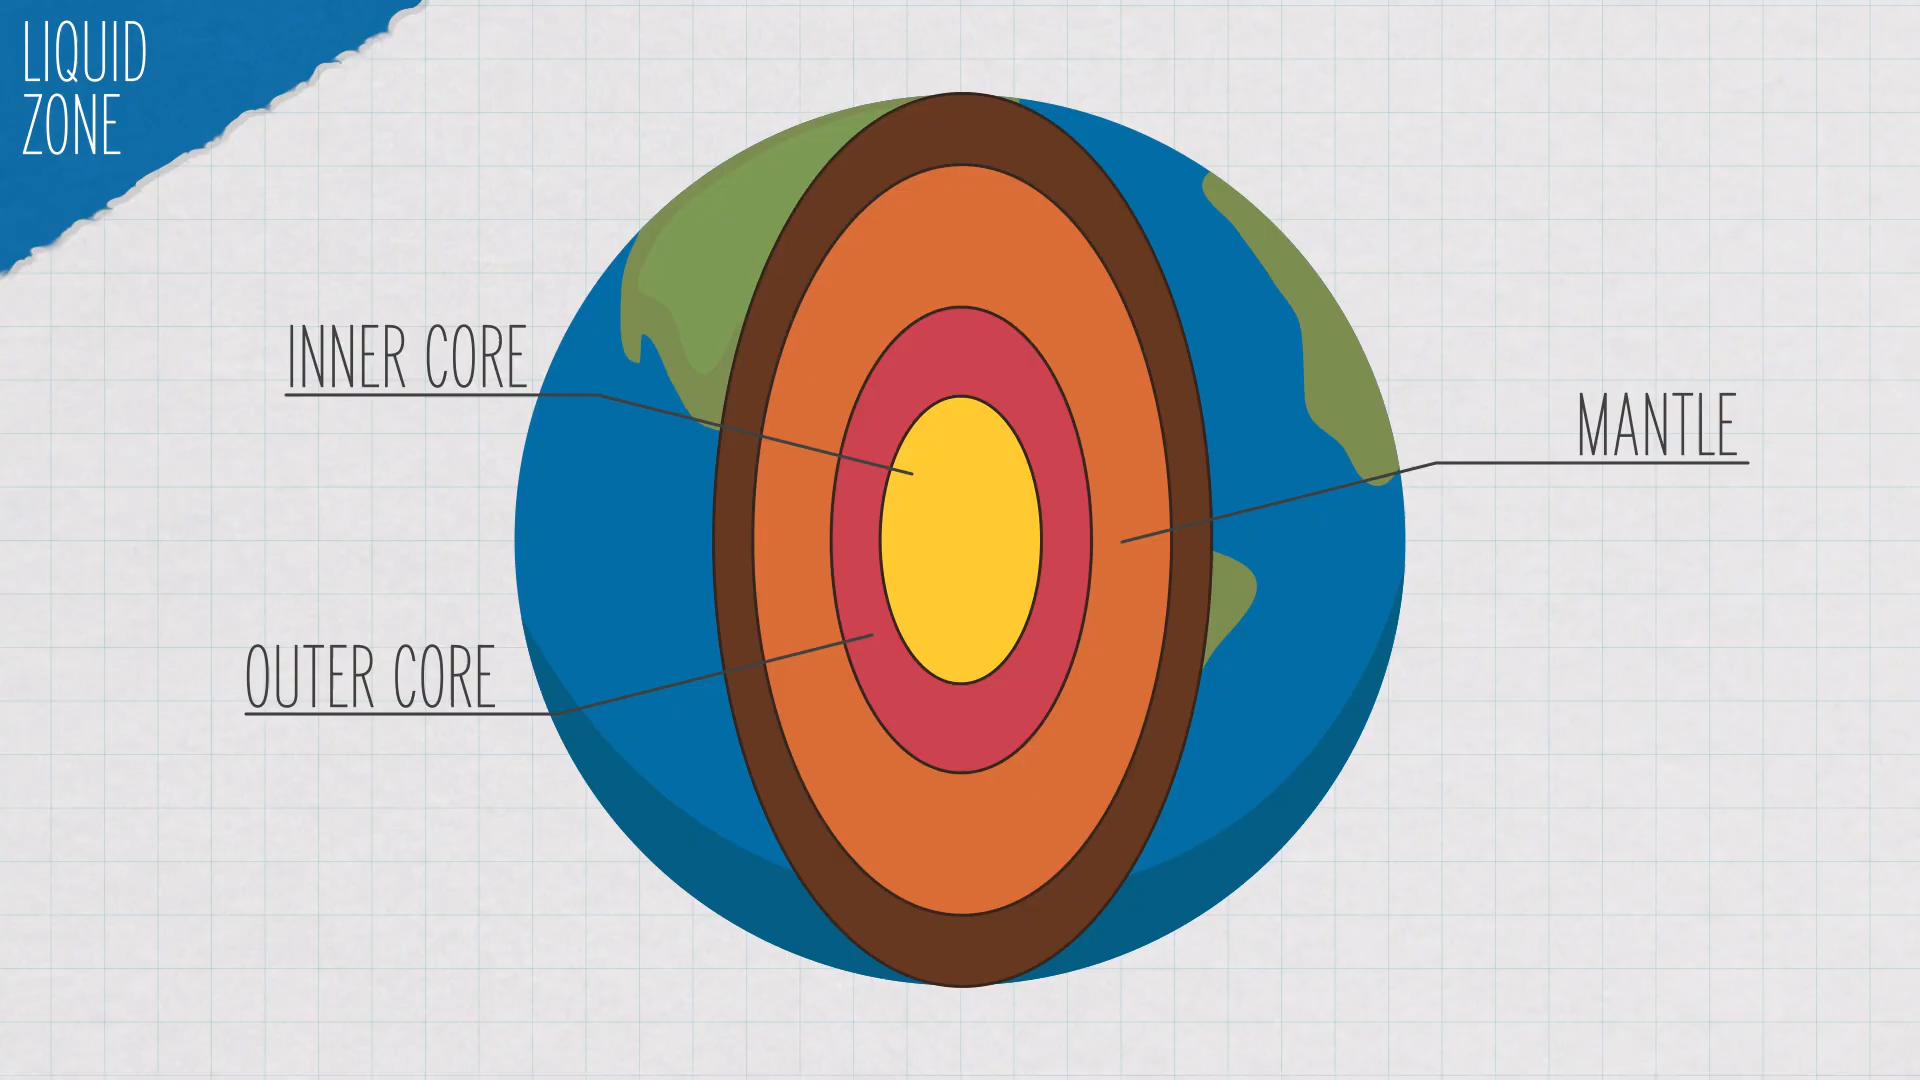 LIQUID
ZONE
INNER CORE
MANTLE
OUTER CORE